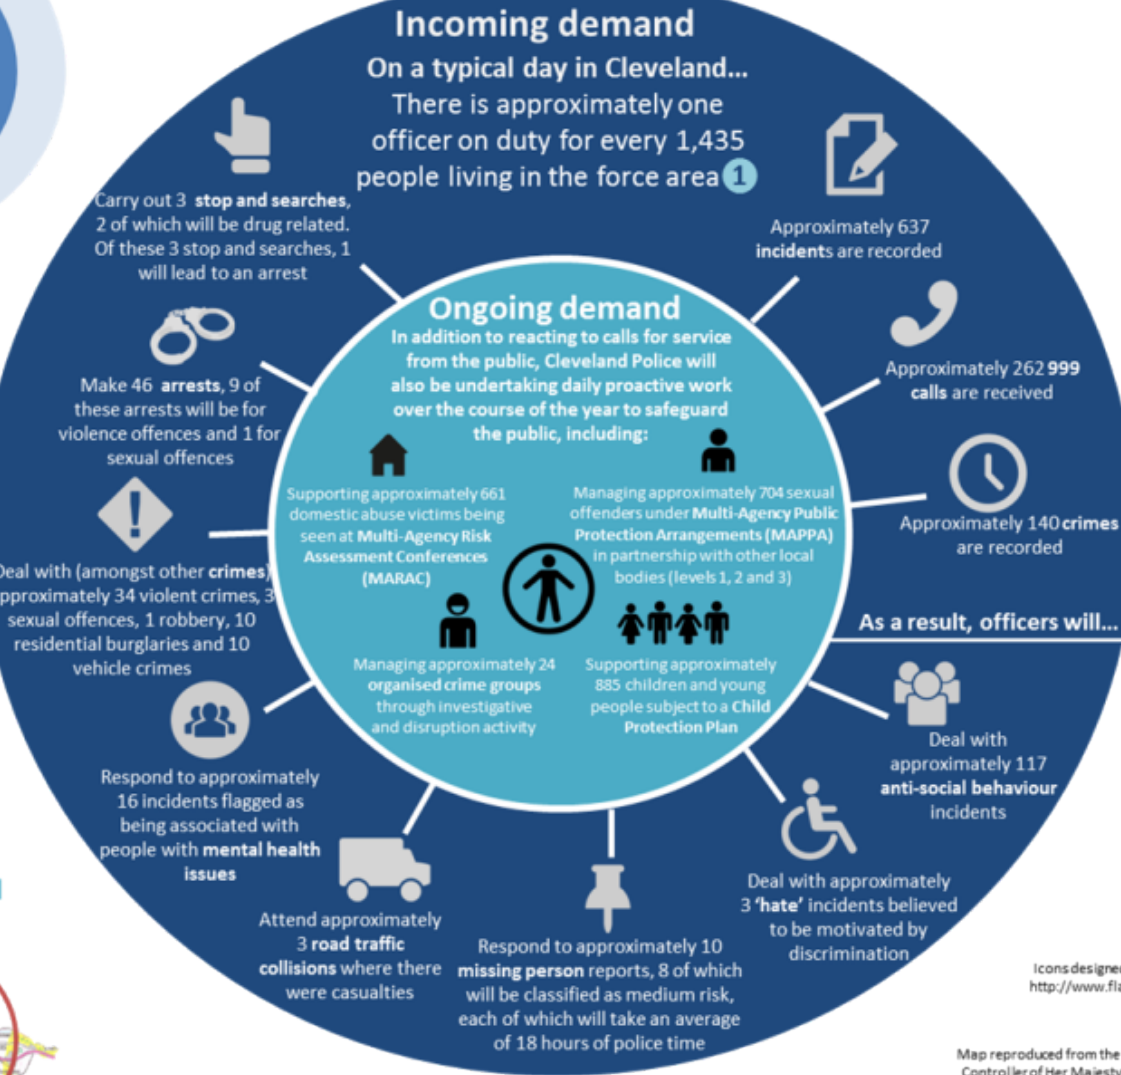 Incoming demand
On a typical day in Cleveland...
There is approximately one
officer on duty for every 1,435
people living in the force area 1
Approximately 637
incidents are recorded
Approximately 262 999
calls are received
Approximately 140 crimes
are recorded
As a result, officers will...
Deal with
approximately 117
anti-social behaviour
incidents
Deal with approximately
3 ‘hate’ incidents believed
to be motivated by
discrimination
Respond to approximately 10
missing person reports, 8 of which
will be classified as medium risk,
each of which will take an average
of 18 hours of police time
Attend approximately
3 road traffic
collisions where there
were casualties
Respond to approximately
16 incidents flagged as
being associated with
people with mental health
issues
Deal with (amongst other crimes)
approximately 34 violent crimes, 3
sexual offences, 1 robbery, 10
residential burglaries and 10
vehicle crimes
Make 46 arrests, 9 of
these arrests will be for
violence offences and 1 for
sexual offences
Carry out 3 stop and searches,
2 of which will be drug related.
Of these 3 stop and searches, 1
will lead to an arrest
Ongoing demand
In addition to reacting to calls for service
from the public, Cleveland Police will
also be undertaking daily proactive work
over the course of the year to safeguard
the public, including:
Supporting approximately 661
domestic abuse victims being
seen at Multi-Agency Risk
Assessment Conferences
(MARAC)
Managing approximately 704 sexual
offenders under Multi-Agency Public
Protection Arrangements (MAPPA)
in partnership with other local
bodies (levels 1, 2 and 3)
Managing approximately 24
organised crime groups
through investigative
and disruption activity
Supporting approximately
885 children and young
people subject to a Child
Protection Plan
Icons designe
http://www.fla
Map reproduced from the
Controller of Her Majesty